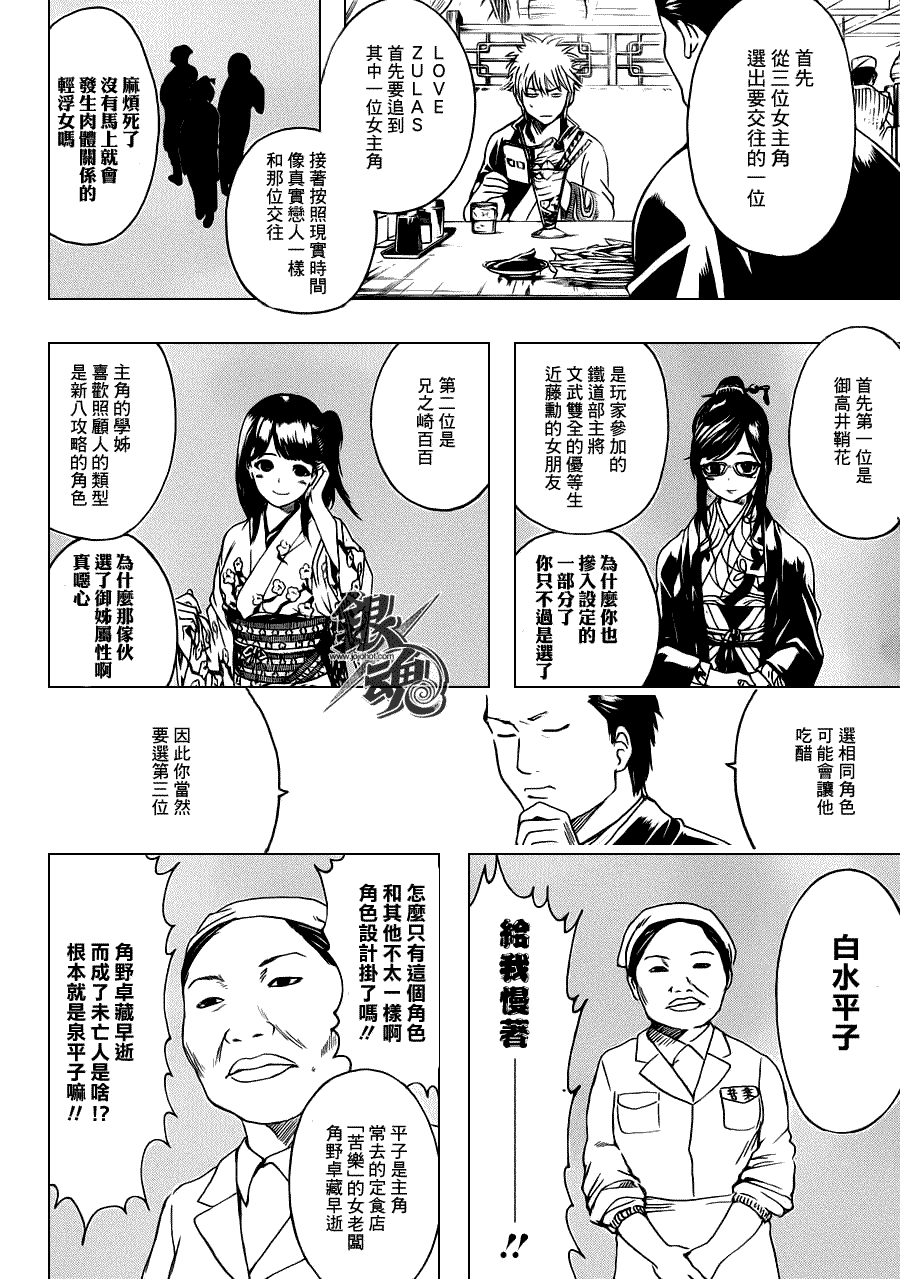 首先
從三位女主角
選出要交往的一位
LOVE
ZULAS
首先要追到
其中一位女主角
接著按照現實時間
像真實戀人一樣
和那位交往
麻煩死了
沒有馬上就會
發生肉體關係的
輕浮女嗎
首先第一位是
御高井鞘花
是玩家參加的
鐵道部主將
文武雙全的優等生
近藤勳的女朋友
為什麼你也
摻入設定的
一部分了
你只不過是選了
第二位是
兄之崎百百
主角的學姊
喜歡照顧人的類型
是新八攻略的角色
為什麼那傢伙
選了御姊屬性啊
真噁心
銀魂
www.jojohot.com
選相同角色
可能會讓他
吃醋
因此你當然
要選第三位
白水平子
苦樂
給我慢著——!!
怎麼只有這個角色
和其他不太一樣啊
角色設計掛了嗎!!
平子是主角
常去的定食店
「苦樂」的女老闆
角野卓藏早逝
角野卓藏早逝
而成了未亡人是啥!?
根本就是泉平子嘛!!